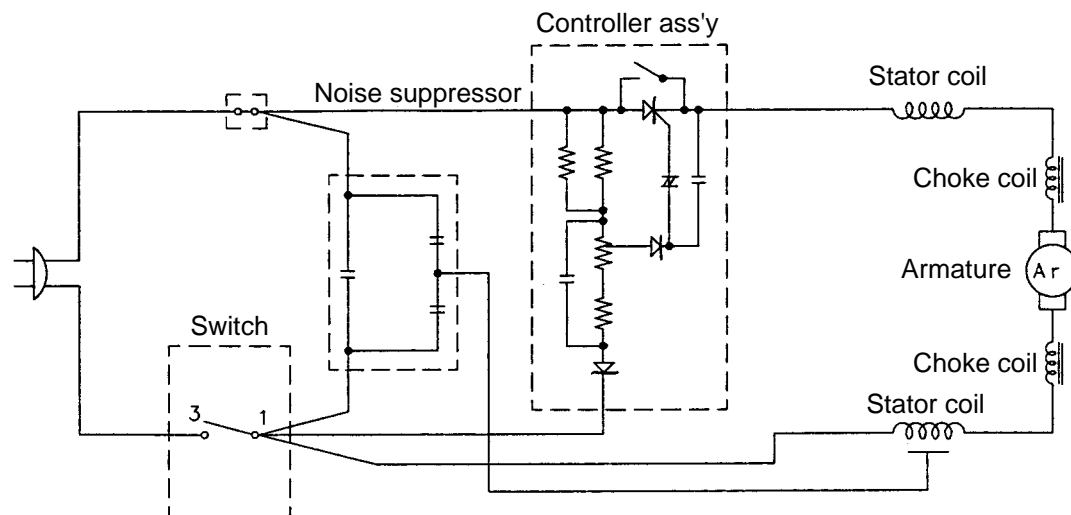 Controller ass'y
Stator coil
Noise suppressor
Choke coil
Armature
Ar
Switch
Choke coil
3
1
Stator coil